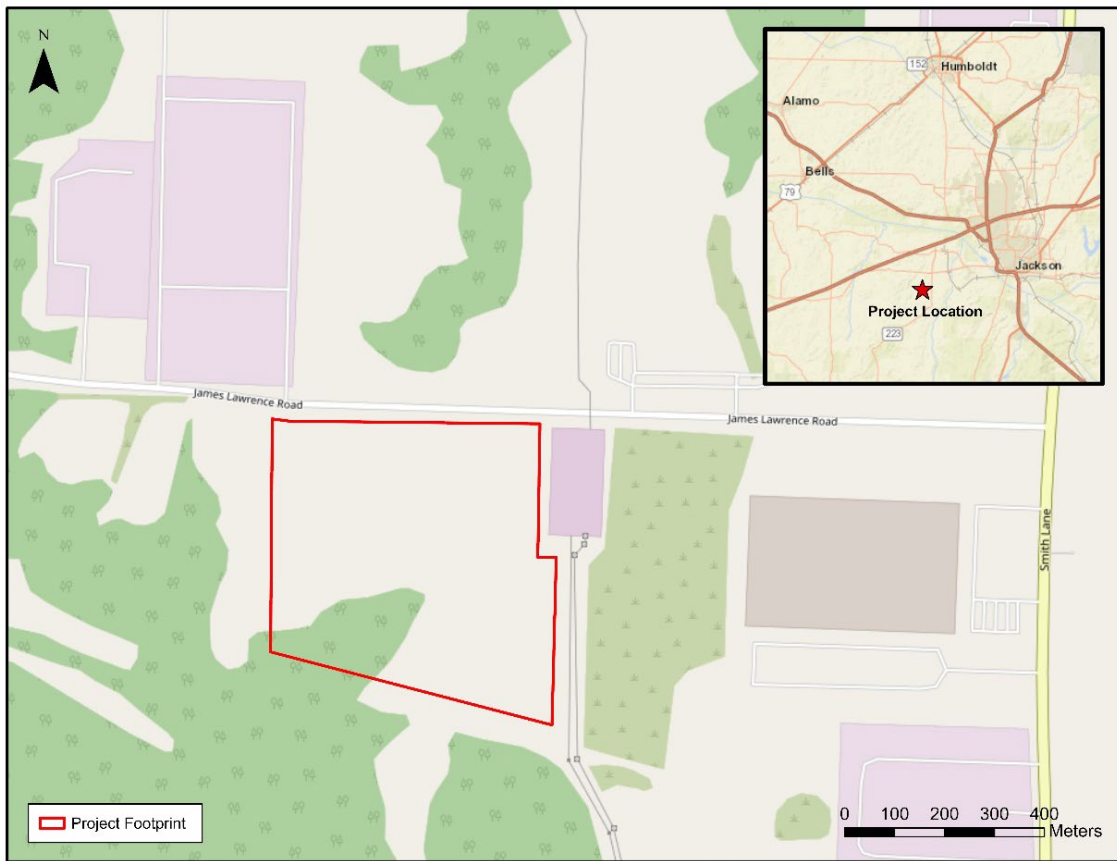 N
152
Humboldt
Alamo
Bells
79
Jackson
Project Location
223
James Lawrence Road
James Lawrence Road
Smith Lane
Project Footprint
0 100 200 300 400
Meters